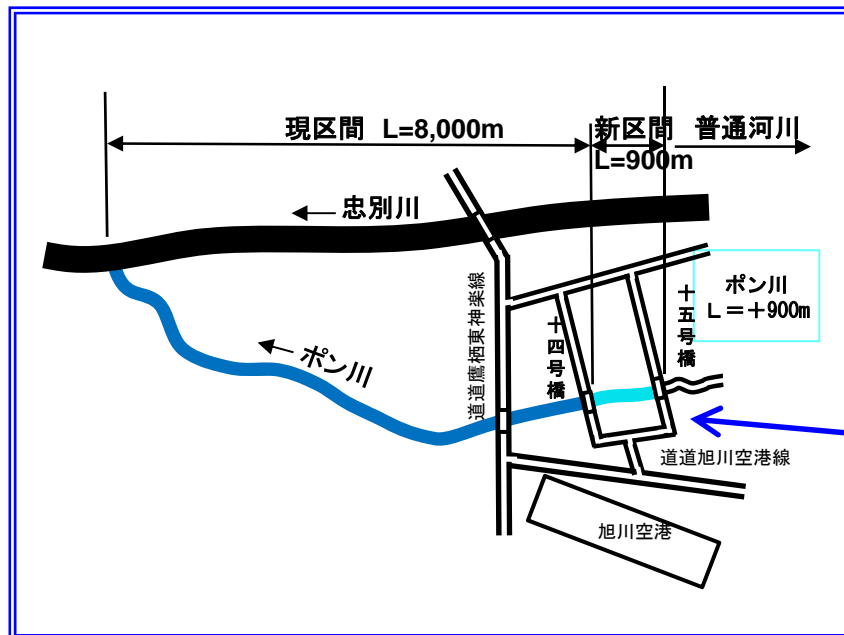 現区間 L=8,000m
新区間 普通河川
L=900m
忠別川
ポン川
L=+900m
十五号橋
十四号橋
道道鷹栖東神楽線
ポン川
道道旭川空港線
旭川空港